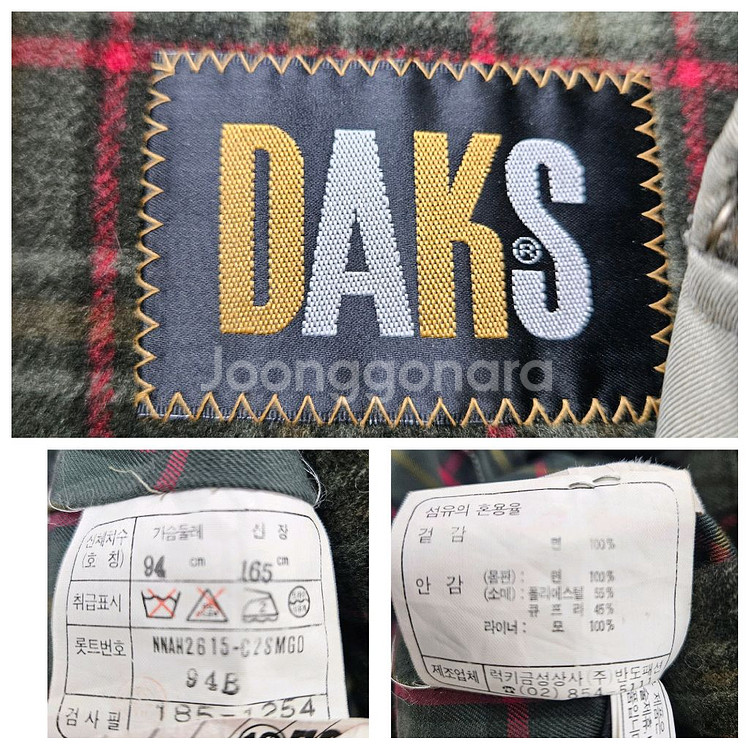 DAKS
®
Joonggonara
신체치수 가슴둘레 신 장
(호 칭) 94 cm 165 cm
취급표시
롯트번호 NNAH2615-C2SMGD
94B
검 사 필 185-1254
섬유의 혼용율
겉 감 면 100%
안 감 (몸판) : 면 100%
(소매) : 폴리에스텔 55%
큐 프 라 45%
라이너 : 모 100%
제조업체 럭키금성상사 (주) 반도패션
☎(02) 854-